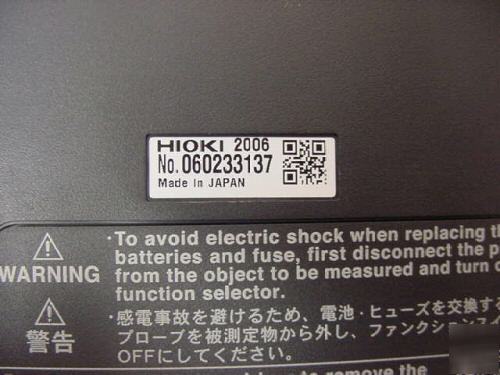 HIOKI 2006
No. 060233137
Made in JAPAN
WARNING
·To avoid electric shock when replacing th
batteries and fuse, first disconnect the p
from the object to be measured and turn
function selector.
警告
·感電事故を避けるため、電池・ヒューズを交換す
プローブを被測定物から外し、ファンクション
OFFにしてください。
remove the